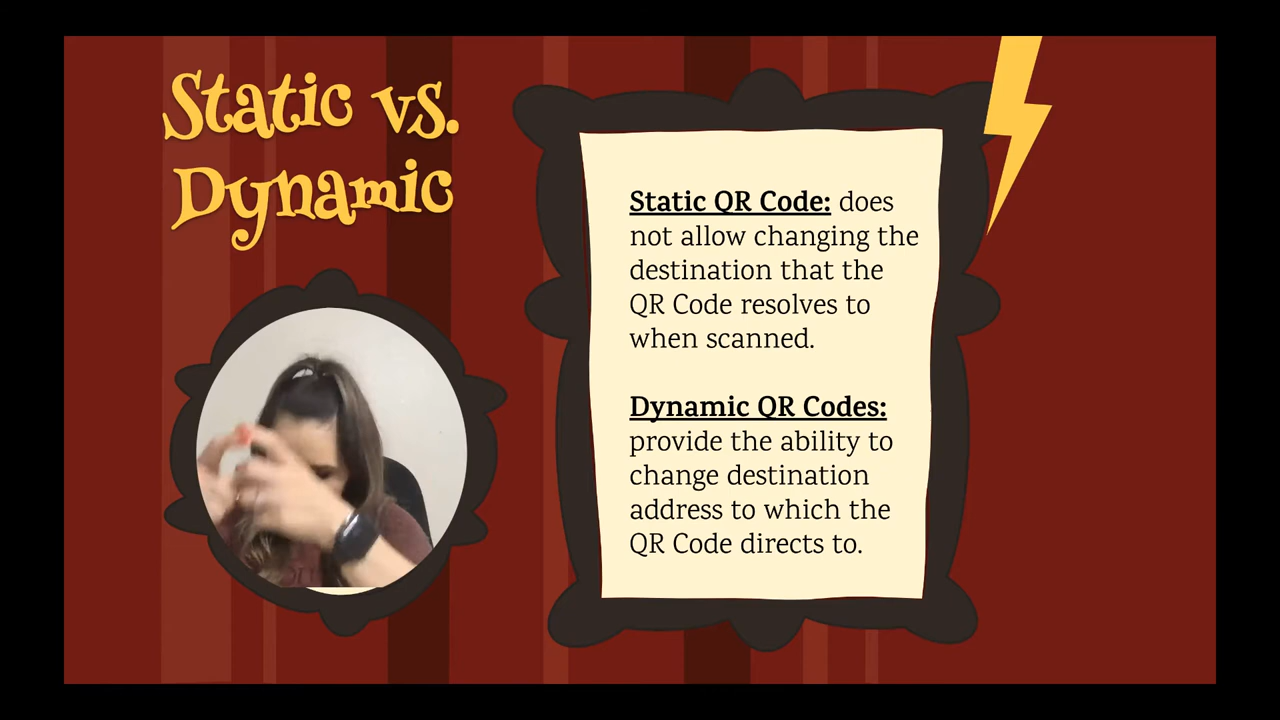 Static vs.
Dynamic
Static QR Code: does
not allow changing the
destination that the
QR Code resolves to
when scanned.
Dynamic QR Codes:
provide the ability to
change destination
address to which the
QR Code directs to.